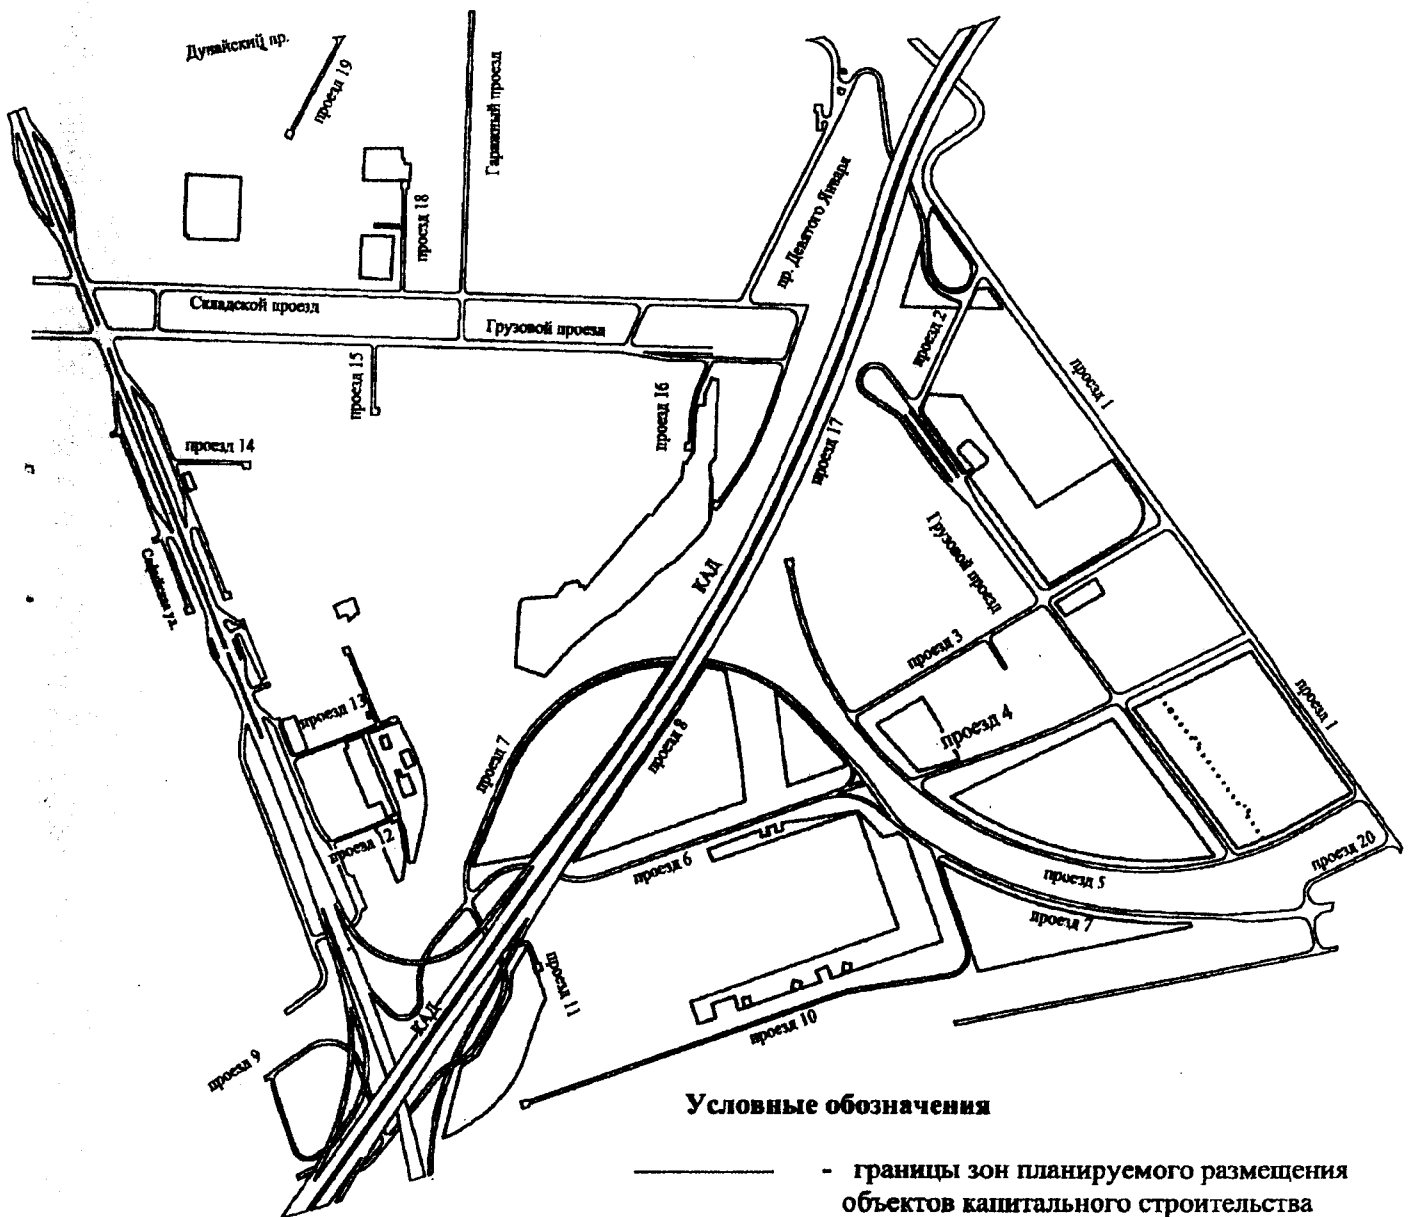 Дунайский пр.
проезд 19
Гаражный проезд
проезд 18
пр. Девятого Января
Складской проезд
Грузовой проезд
проезд 2
проезд 15
проезд 16
проезд 1
проезд 17
проезд 14
Грузовой проезд
Софийская ул.
КАД
проезд 3
проезд 13
проезд 4
проезд 1
проезд 7
проезд 8
проезд 12
проезд 6
проезд 5
проезд 20
проезд 7
проезд 11
КАД
проезд 10
проезд 9
Условные обозначения
- границы зон планируемого размещения
объектов капитального строительства